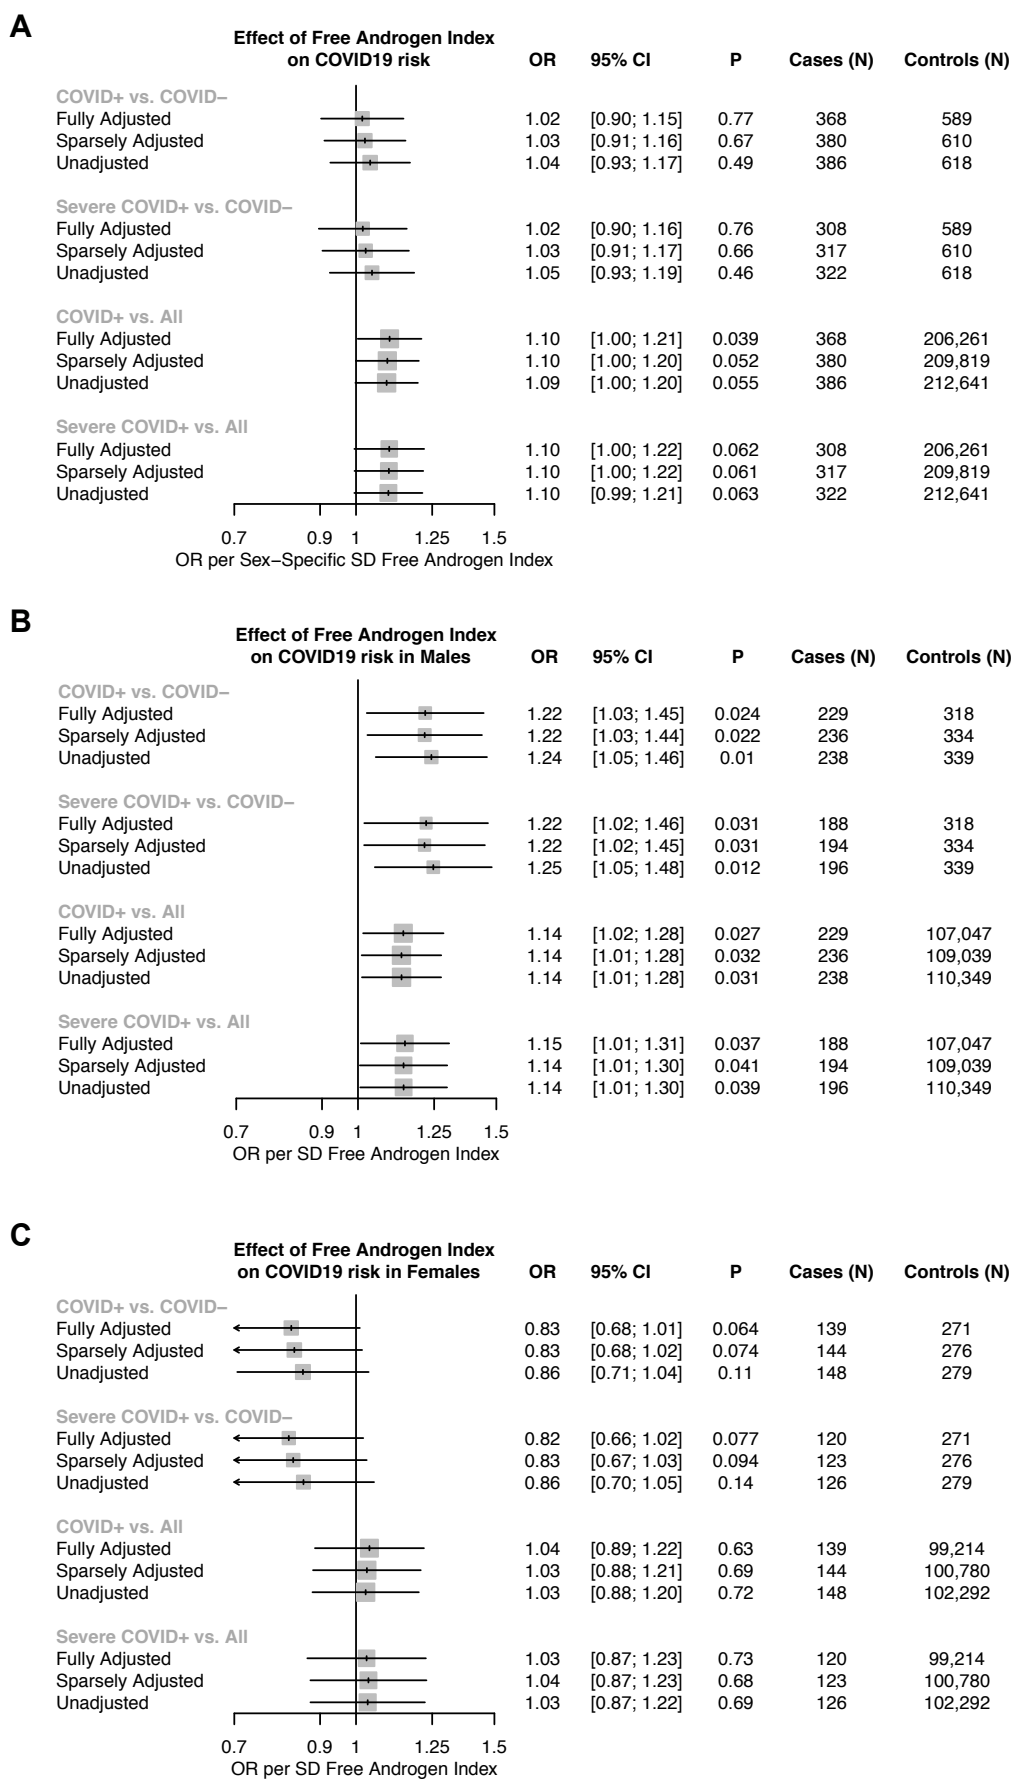 A
Effect of Free Androgen Index
on COVID19 risk OR 95% CI P Cases (N) Controls (N)
COVID+ vs. COVID−
Fully Adjusted 1.02 [0.90; 1.15] 0.77 368 589
Sparsely Adjusted 1.03 [0.91; 1.16] 0.67 380 610
Unadjusted 1.04 [0.93; 1.17] 0.49 386 618
Severe COVID+ vs. COVID−
Fully Adjusted 1.02 [0.90; 1.16] 0.76 308 589
Sparsely Adjusted 1.03 [0.91; 1.17] 0.66 317 610
Unadjusted 1.05 [0.93; 1.19] 0.46 322 618
COVID+ vs. All
Fully Adjusted 1.10 [1.00; 1.21] 0.039 368 206,261
Sparsely Adjusted 1.10 [1.00; 1.20] 0.052 380 209,819
Unadjusted 1.09 [1.00; 1.20] 0.055 386 212,641
Severe COVID+ vs. All
Fully Adjusted 1.10 [1.00; 1.22] 0.062 308 206,261
Sparsely Adjusted 1.10 [1.00; 1.22] 0.061 317 209,819
Unadjusted 1.10 [0.99; 1.21] 0.063 322 212,641
0.7 0.9 1 1.25 1.5
OR per Sex−Specific SD Free Androgen Index
B
Effect of Free Androgen Index
on COVID19 risk in Males OR 95% CI P Cases (N) Controls (N)
COVID+ vs. COVID−
Fully Adjusted 1.22 [1.03; 1.45] 0.024 229 318
Sparsely Adjusted 1.22 [1.03; 1.44] 0.022 236 334
Unadjusted 1.24 [1.05; 1.46] 0.01 238 339
Severe COVID+ vs. COVID−
Fully Adjusted 1.22 [1.02; 1.46] 0.031 188 318
Sparsely Adjusted 1.22 [1.02; 1.45] 0.031 194 334
Unadjusted 1.25 [1.05; 1.48] 0.012 196 339
COVID+ vs. All
Fully Adjusted 1.14 [1.02; 1.28] 0.027 229 107,047
Sparsely Adjusted 1.14 [1.01; 1.28] 0.032 236 109,039
Unadjusted 1.14 [1.01; 1.28] 0.031 238 110,349
Severe COVID+ vs. All
Fully Adjusted 1.15 [1.01; 1.31] 0.037 188 107,047
Sparsely Adjusted 1.14 [1.01; 1.30] 0.041 194 109,039
Unadjusted 1.14 [1.01; 1.30] 0.039 196 110,349
0.7 0.9 1 1.25 1.5
OR per SD Free Androgen Index
C
Effect of Free Androgen Index
on COVID19 risk in Females OR 95% CI P Cases (N) Controls (N)
COVID+ vs. COVID−
Fully Adjusted 0.83 [0.68; 1.01] 0.064 139 271
Sparsely Adjusted 0.83 [0.68; 1.02] 0.074 144 276
Unadjusted 0.86 [0.71; 1.04] 0.11 148 279
Severe COVID+ vs. COVID−
Fully Adjusted 0.82 [0.66; 1.02] 0.077 120 271
Sparsely Adjusted 0.83 [0.67; 1.03] 0.094 123 276
Unadjusted 0.86 [0.70; 1.05] 0.14 126 279
COVID+ vs. All
Fully Adjusted 1.04 [0.89; 1.22] 0.63 139 99,214
Sparsely Adjusted 1.03 [0.88; 1.21] 0.69 144 100,780
Unadjusted 1.03 [0.88; 1.20] 0.72 148 102,292
Severe COVID+ vs. All
Fully Adjusted 1.03 [0.87; 1.23] 0.73 120 99,214
Sparsely Adjusted 1.04 [0.87; 1.23] 0.68 123 100,780
Unadjusted 1.03 [0.87; 1.22] 0.69 126 102,292
0.7 0.9 1 1.25 1.5
OR per SD Free Androgen Index